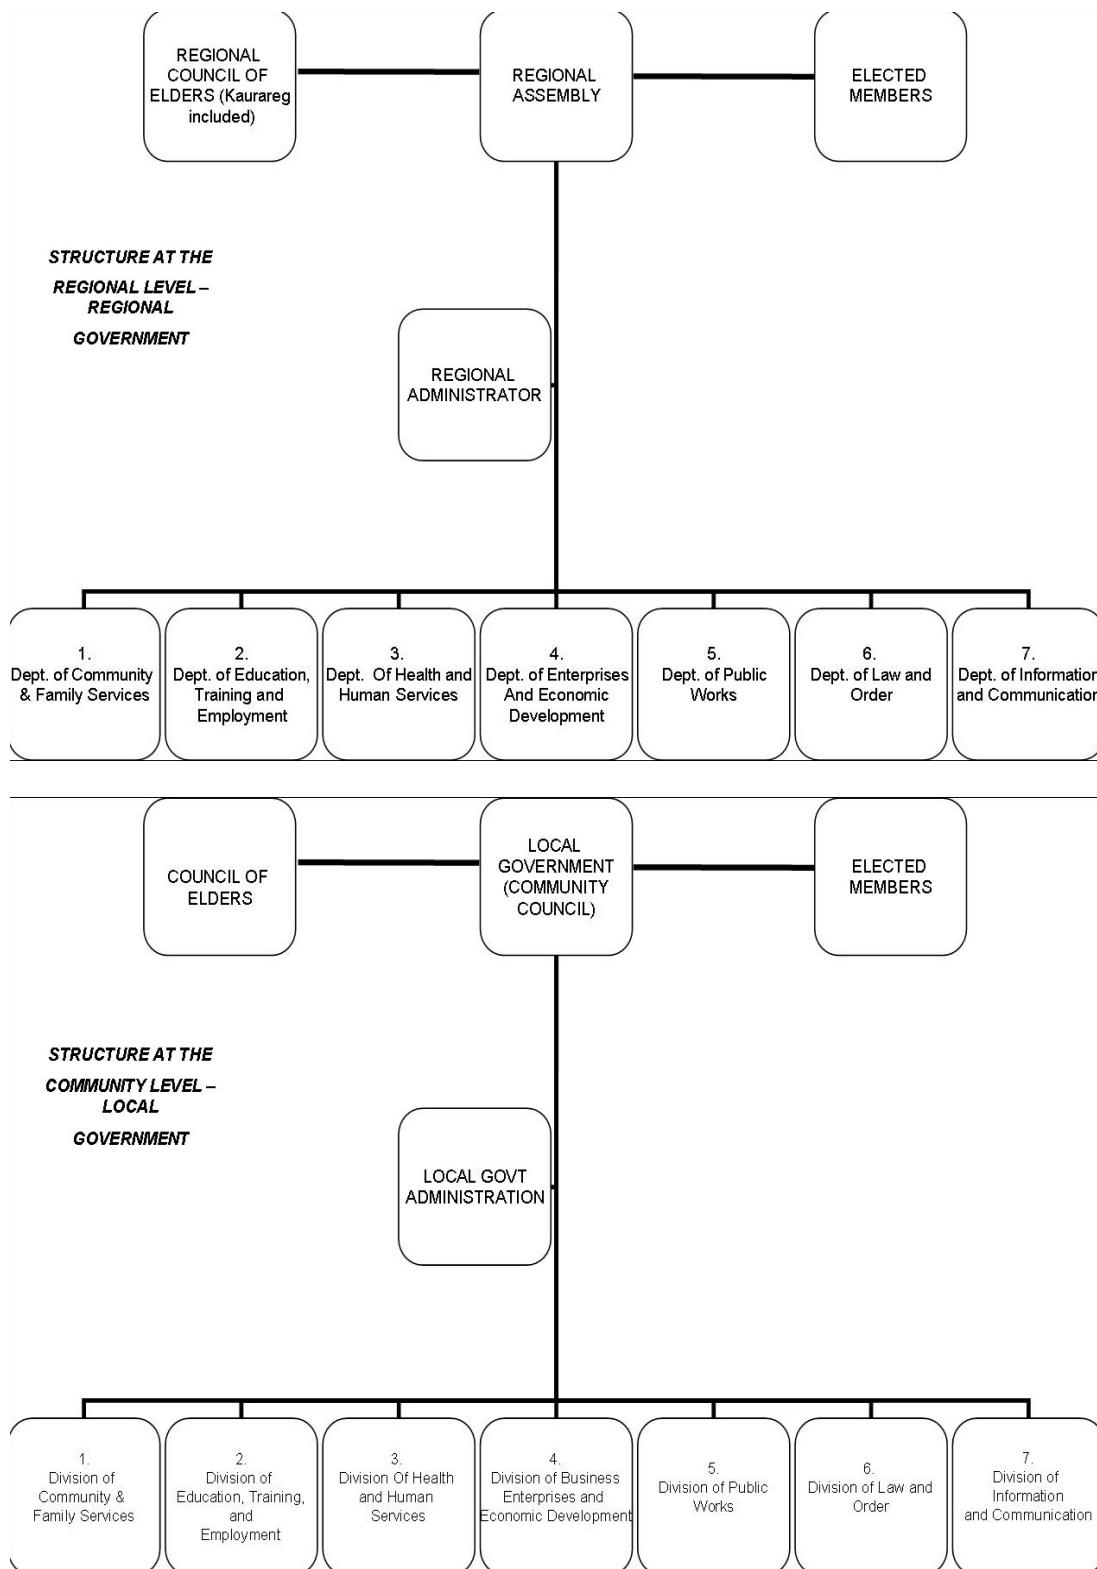 REGIONAL
COUNCIL OF
ELDERS (Kaurareg
included)
REGIONAL
ASSEMBLY
ELECTED
MEMBERS
STRUCTURE AT THE
REGIONAL LEVEL –
REGIONAL
GOVERNMENT
REGIONAL
ADMINISTRATOR
1.
Dept. of Community
& Family Services
2.
Dept. of Education,
Training and
Employment
3.
Dept. Of Health and
Human Services
4.
Dept. of Enterprises
And Economic
Development
5.
Dept. of Public
Works
6.
Dept. of Law and
Order
7.
Dept. of Information
and Communication
COUNCIL OF
ELDERS
LOCAL
GOVERNMENT
(COMMUNITY
COUNCIL)
ELECTED
MEMBERS
STRUCTURE AT THE
COMMUNITY LEVEL –
LOCAL
GOVERNMENT
LOCAL GOVT
ADMINISTRATION
1.
Division of
Community &
Family Services
2.
Division of
Education, Training,
and
Employment
3.
Division Of Health
and Human
Services
4.
Division of Business
Enterprises and
Economic Development
5.
Division of Public
Works
6.
Division of Law and
Order
7.
Division of
Information
and Communication